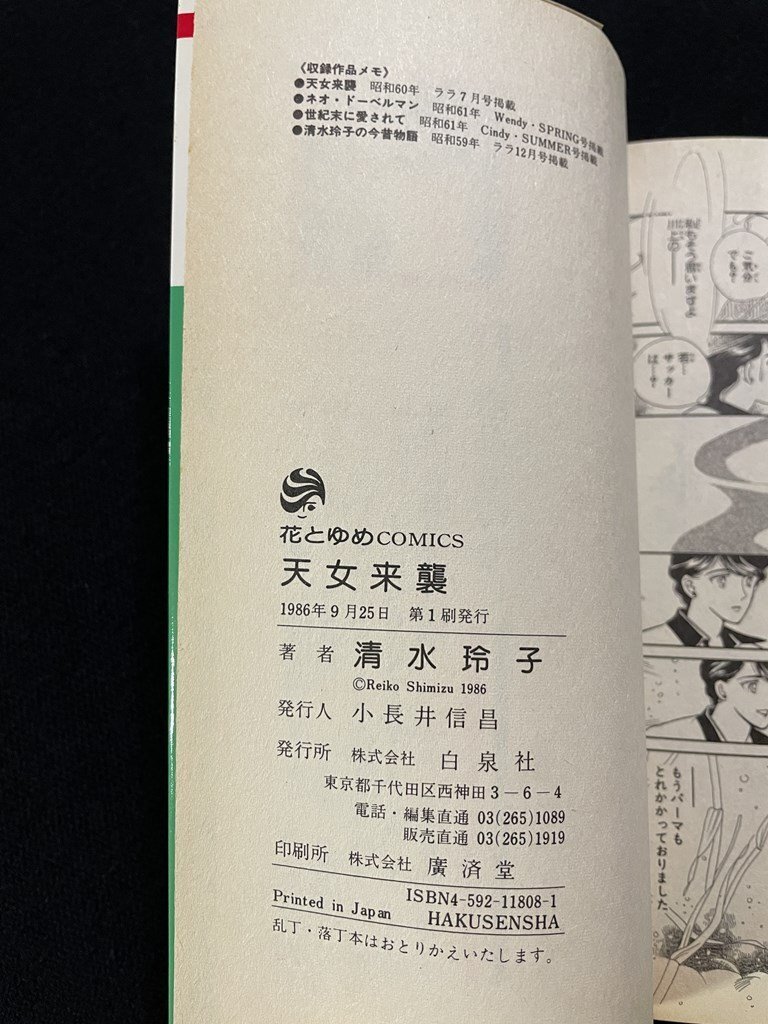 《収録作品メモ》
●天女来襲 昭和60年 ララ7月号掲載
●ネオ・ドーベルマン 昭和61年 Wendy・SPRING号掲載
●世紀末に愛されて 昭和61年 Cindy・SUMMER号掲載
●清水玲子の今昔物語 昭和59年 ララ12月号掲載
花とゆめCOMICS
天女来襲
1986年9月25日 第1刷発行
著者 清水玲子
©Reiko Shimizu 1986
発行人 小長井信昌
発行所 株式会社 白泉社
東京都千代田区西神田3-6-4
電話・編集直通 03(265)1089
販売直通 03(265)1919
印刷所 株式会社 廣済堂
ISBN4-592-11808-1
Printed in Japan HAKUSENSHA
乱丁・落丁本はおとりかえいたします。
ご気分
でも?
サッカー
は―?
もうパーマも
とれかかっておりました